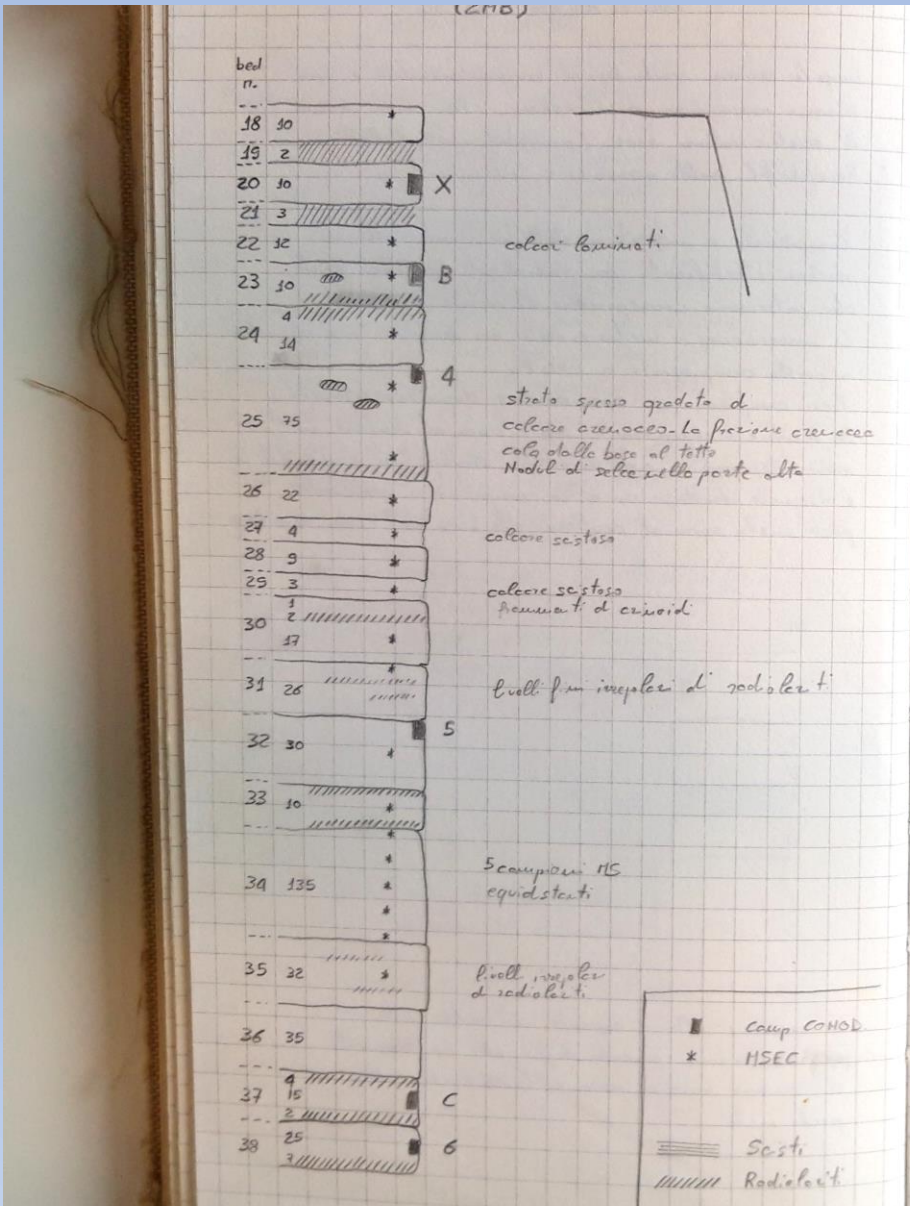 (ZMB)
bed
n.
18 10 *
19 2
20 10 * X
21 3
22 12 * calcari laminati
23 10 * B
4
24 14 *
* 4
strato spesso gradato di
25 75 calcare arenaceo. La frazione arenacea
cala dalla base al tetto
* Noduli di selce nella parte alta
26 22 *
27 4 * calcare scistoso
28 9 *
29 3 * calcare scistoso
1 frammenti di crinoidi
30 2
17 *
*
31 26 livelli fini irregolari di radiolariti
5
32 30 *
33 10 *
*
* 5 campioni MS
34 135 * equidistanti
*
*
35 32 * livelli irregolari
di radiolariti
36 35
4
37 15 C
2
38 25 6
7
Camp CONOD.
* MSEC
Scisti
Radiolariti